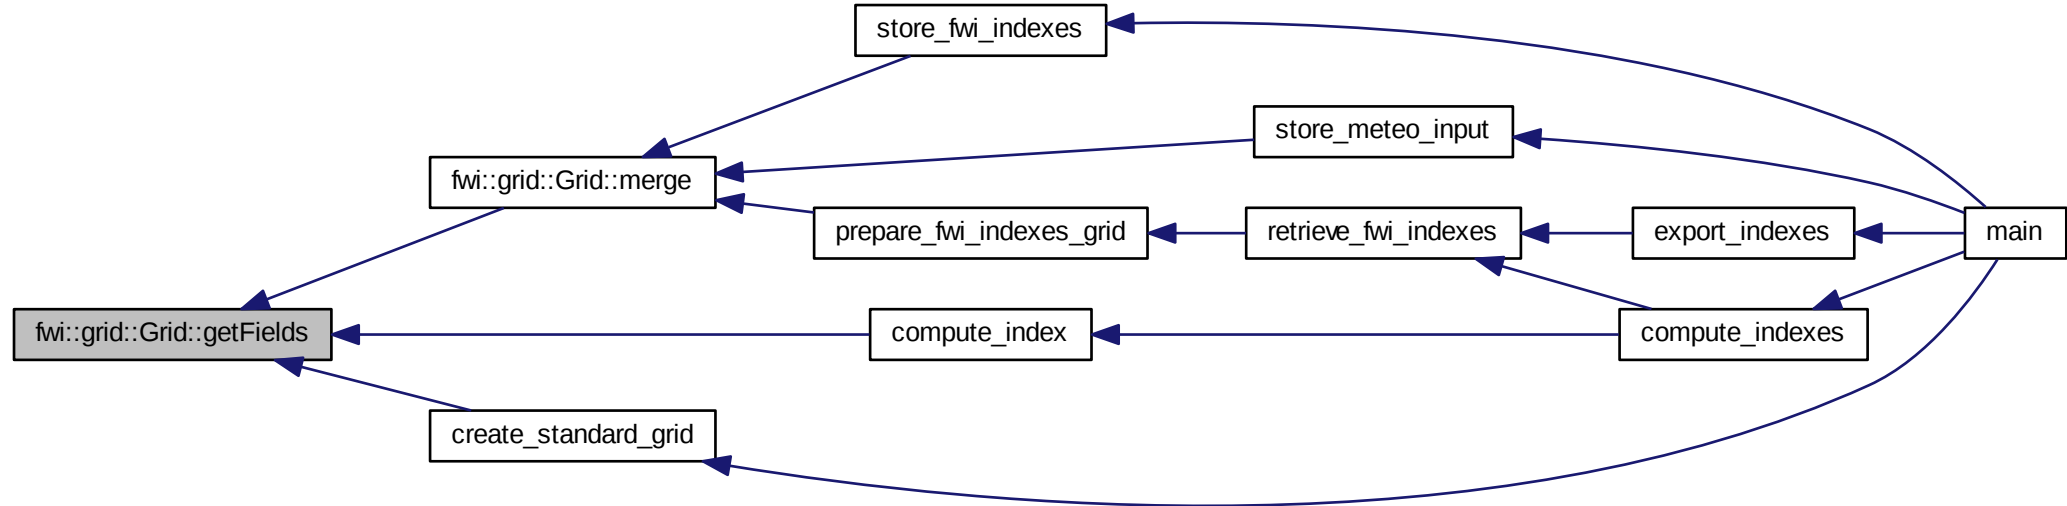 store_fwi_indexes
store_meteo_input
fwi::grid::Grid::merge
prepare_fwi_indexes_grid
retrieve_fwi_indexes
export_indexes
main
fwi::grid::Grid::getFields
compute_index
compute_indexes
create_standard_grid